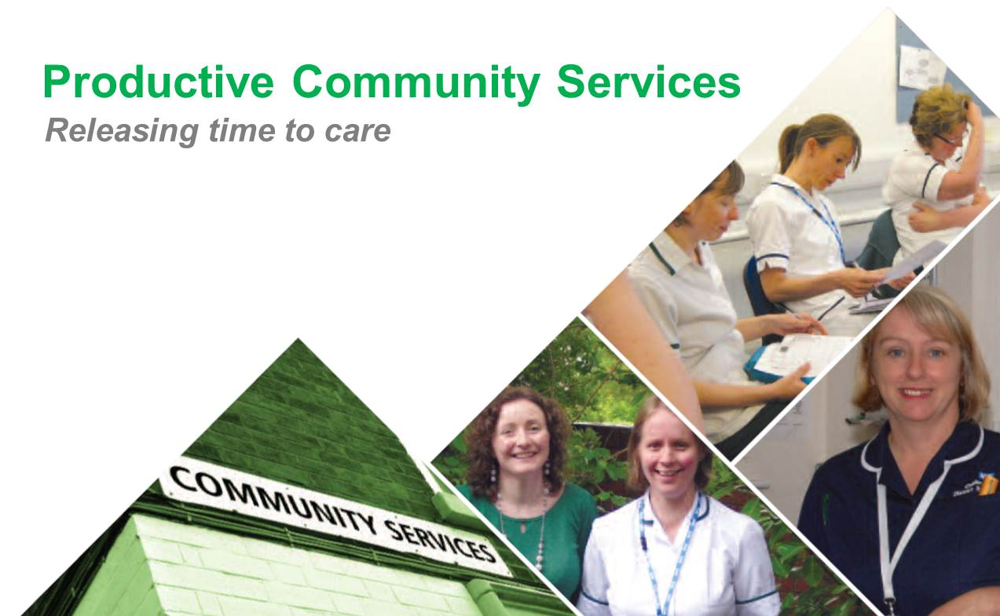 Productive Community Services
Releasing time to care
COMMUNITY SERVICES